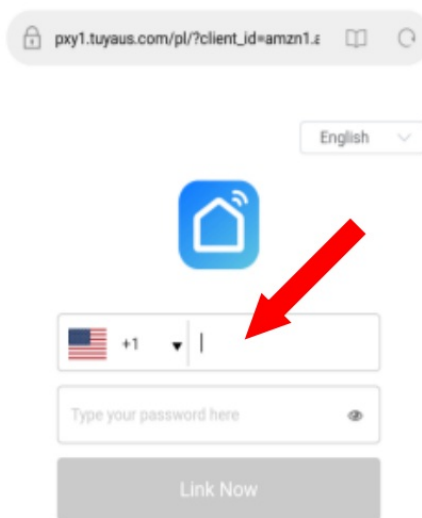 pxy1.tuyaus.com/pl/?client_id=amzn1.a
English
+1
Type your password here
Link Now